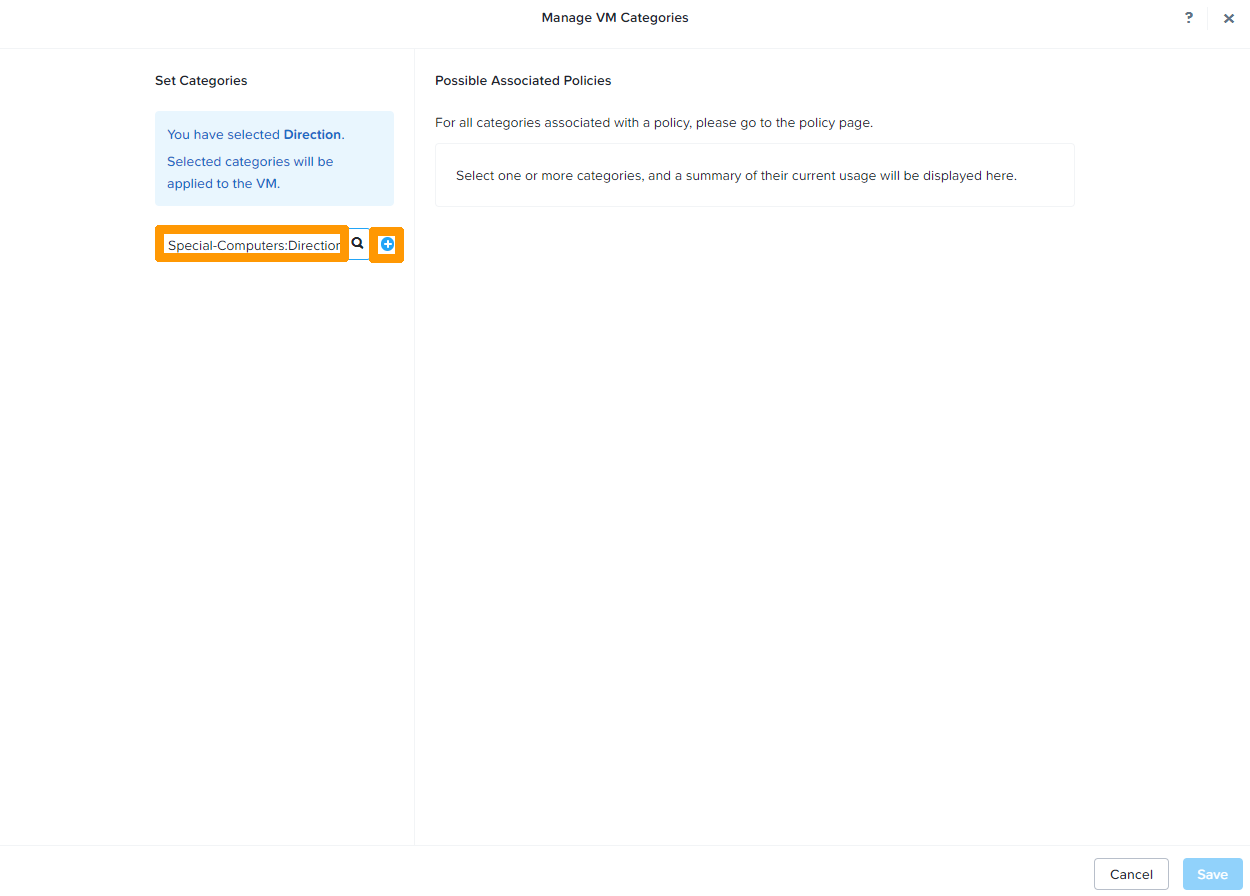 Manage VM Categories
?
Set Categories
You have selected Direction.
Selected categories will be
applied to the VM.
Special-Computers:Direction
Possible Associated Policies
For all categories associated with a policy, please go to the policy page.
Select one or more categories, and a summary of their current usage will be displayed here.
Cancel
Save